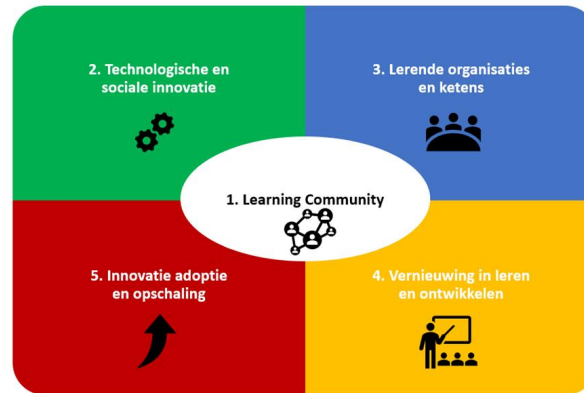 2. Technologische en
sociale innovatie
3. Lerende organisaties
en ketens
1. Learning Community
5. Innovatie adoptie
en opschaling
4. Vernieuwing in leren
en ontwikkelen